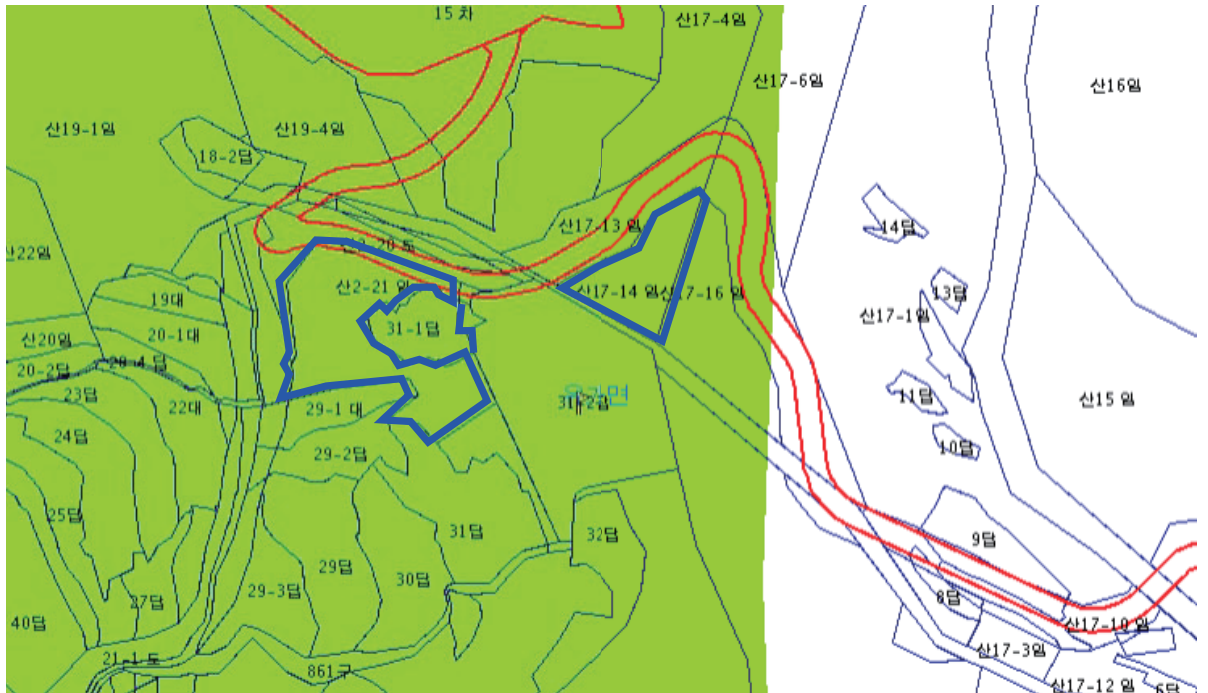 15 차
산17-4임
산17-6임
산16임
산19-1임
산19-4임
18-2답
산17-13 임
14답
산22임
산2-21 임
산17-14 임
산17-16 임
13답
19대
31-1답
산17-1임
20-1대
산20임
20-4 답
20-2답
23답
22대
29-1 대
11답
산15 임
24답
29-2답
10답
25답
31답
32답
9답
29답
30답
29-3답
27답
8답
40답
산17-10 임
21-1 도
861구
산17-3임
산17-12 임
6답